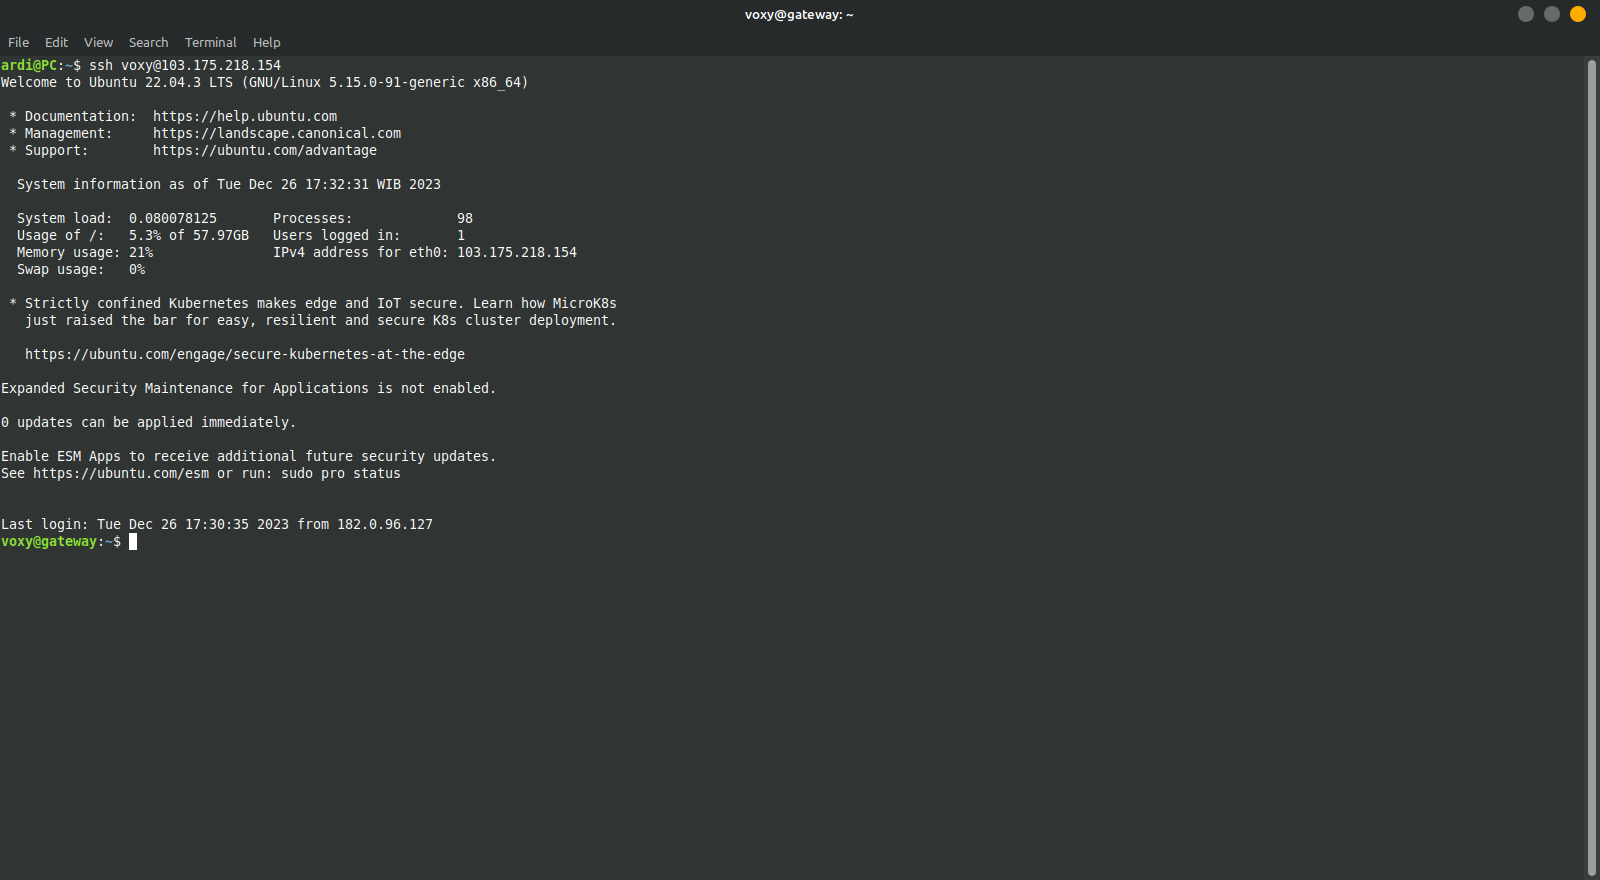 voxy@gateway: ~
File Edit View Search Terminal Help
ardi@PC:~$ ssh voxy@103.175.218.154
Welcome to Ubuntu 22.04.3 LTS (GNU/Linux 5.15.0-91-generic x86_64)
* Documentation:  https://help.ubuntu.com
* Management:     https://landscape.canonical.com
* Support:        https://ubuntu.com/advantage
System information as of Tue Dec 26 17:32:31 WIB 2023
System load:  0.080078125       Processes:             98
Usage of /:   5.3% of 57.97GB   Users logged in:       1
Memory usage: 21%               IPv4 address for eth0: 103.175.218.154
Swap usage:   0%
* Strictly confined Kubernetes makes edge and IoT secure. Learn how MicroK8s
just raised the bar for easy, resilient and secure K8s cluster deployment.
https://ubuntu.com/engage/secure-kubernetes-at-the-edge
Expanded Security Maintenance for Applications is not enabled.
0 updates can be applied immediately.
Enable ESM Apps to receive additional future security updates.
See https://ubuntu.com/esm or run: sudo pro status
Last login: Tue Dec 26 17:30:35 2023 from 182.0.96.127
voxy@gateway:~$